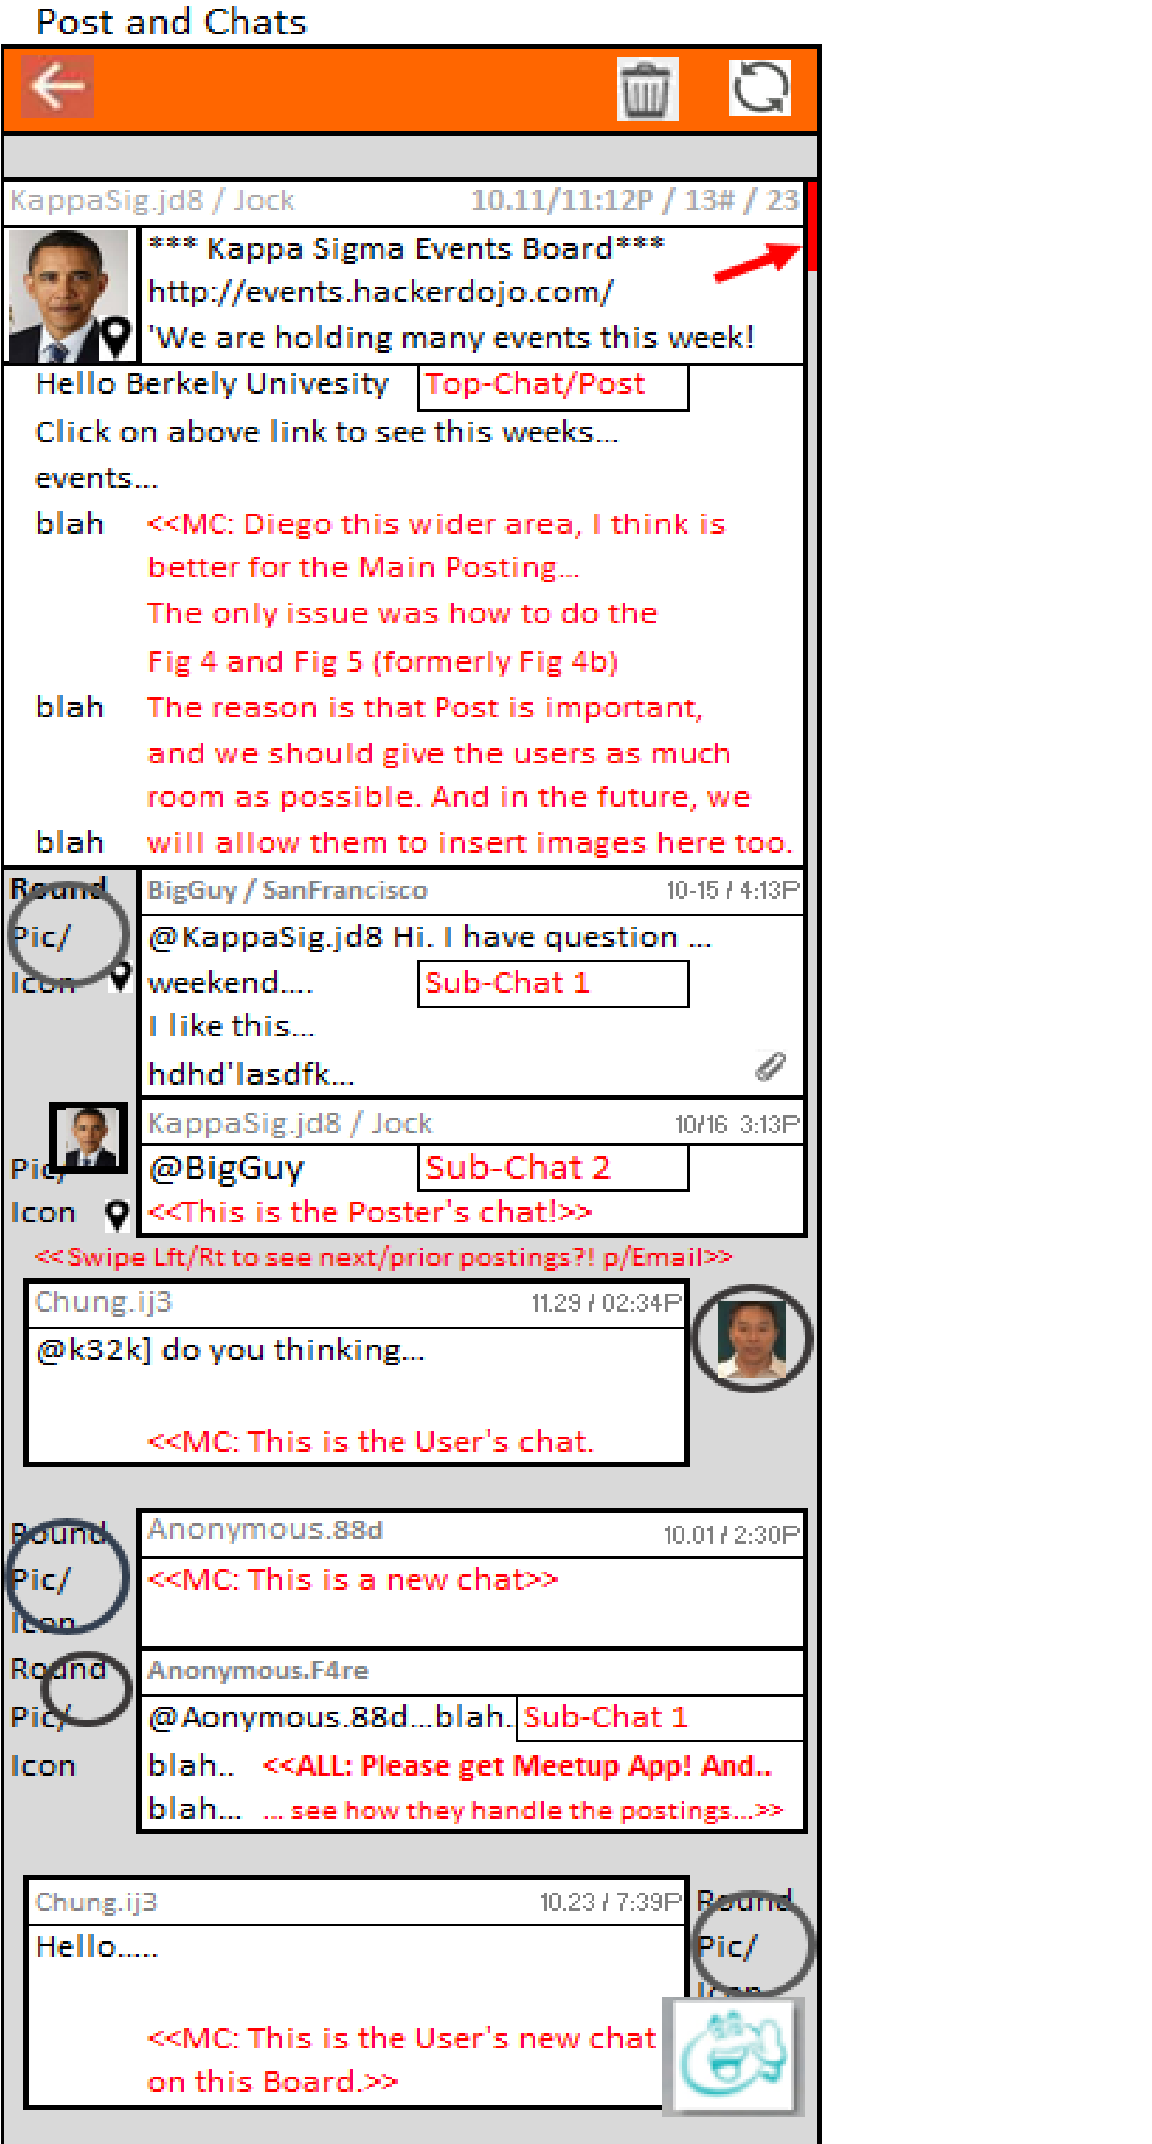 Post and Chats
KappaSig.jd8 / Jock 10.11/11:12P / 13# / 23
*** Kappa Sigma Events Board***
http://events.hackerdojo.com/
'We are holding many events this week!
Hello Berkely Univesity Top-Chat/Post
Click on above link to see this weeks...
events...
blah <<MC: Diego this wider area, I think is
better for the Main Posting...
The only issue was how to do the
Fig 4 and Fig 5 (formerly Fig 4b)
blah The reason is that Post is important,
and we should give the users as much
room as possible. And in the future, we
blah will allow them to insert images here too.
Round BigGuy / SanFrancisco 10-15 / 4:13P
Pic/ @KappaSig.jd8 Hi. I have question ...
Icon weekend.... Sub-Chat 1
I like this...
hdhd'lasdfk...
KappaSig.jd8 / Jock 10/16 3:13P
Pic/ @BigGuy Sub-Chat 2
Icon <<This is the Poster's chat!>>
<<Swipe Lft/Rt to see next/prior postings?! p/Email>>
Chung.ij3 11.29 / 02:34P
@k32k] do you thinking...
<<MC: This is the User's chat.
Round Anonymous.88d 10.01 / 2:30P
Pic/ <<MC: This is a new chat>>
Icon
Round Anonymous.F4re
Pic/ @Aonymous.88d...blah. Sub-Chat 1
Icon blah.. <<ALL: Please get Meetup App! And..
blah... ... see how they handle the postings...>>
Chung.ij3 10.23 / 7:39P Round
Hello..... Pic/
Icon
<<MC: This is the User's new chat
on this Board.>>